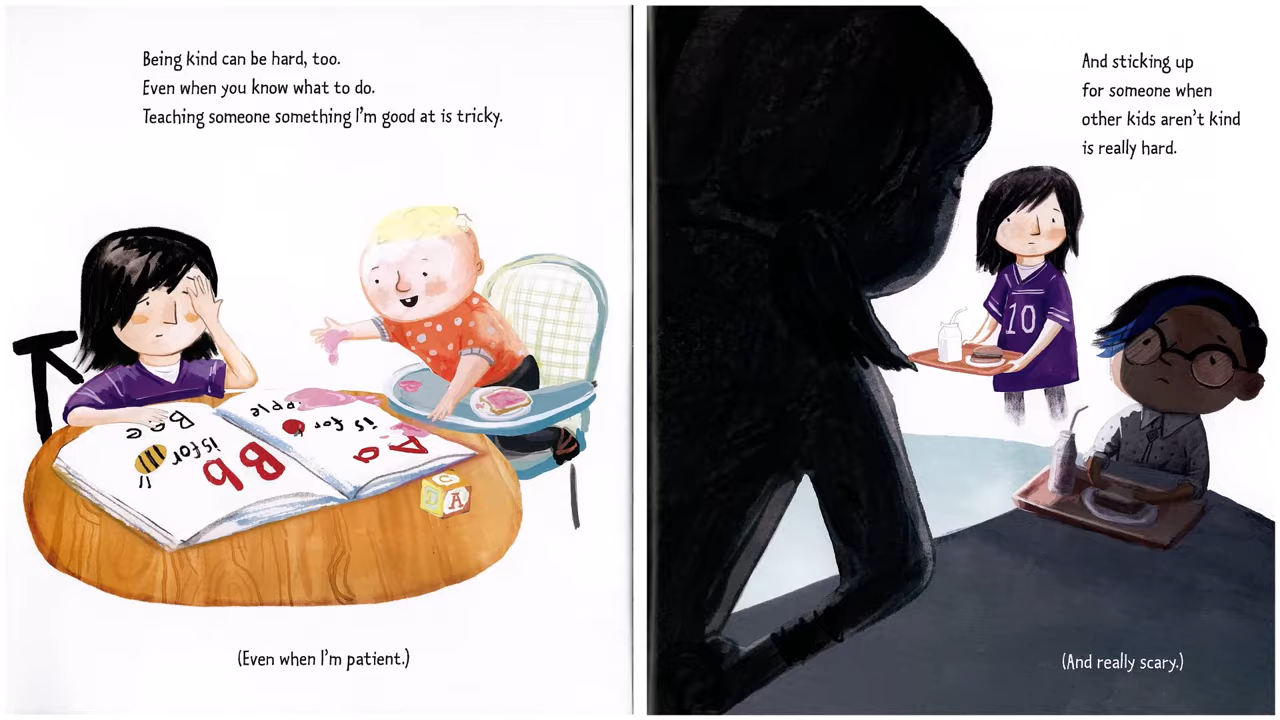 Being kind can be hard, too.
Even when you know what to do.
Teaching someone something I'm good at is tricky.
Bee
is for
Bb
pple
is for
Aa
C
A
(Even when I'm patient.)
And sticking up
for someone when
other kids aren't kind
is really hard.
10
(And really scary.)